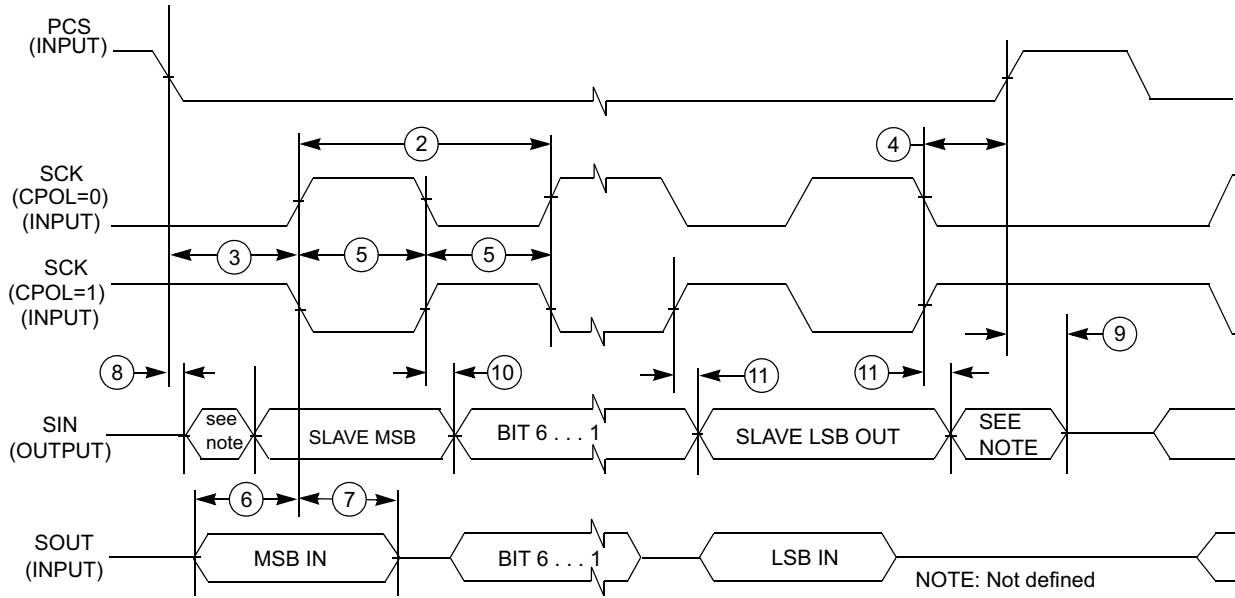 PCS
(INPUT)
2
4
SCK
(CPOL=0)
(INPUT)
3
5
5
SCK
(CPOL=1)
(INPUT)
9
8
10
11
11
SIN
(OUTPUT)
see
note
SLAVE MSB
BIT 6 . . . 1
SLAVE LSB OUT
SEE
NOTE
6
7
SOUT
(INPUT)
MSB IN
BIT 6 . . . 1
LSB IN
NOTE: Not defined